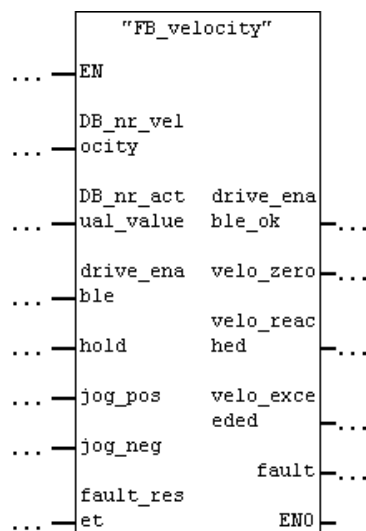 "FB_velocity"
... EN
DB_nr_vel
... ocity
DB_nr_act drive_ena
... ual_value ble_ok ...
drive_ena velo_zero ...
... ble
velo_reac
... hold hed ...
... jog_pos velo_exce
eded ...
... jog_neg
fault ...
fault_res
... et ENO